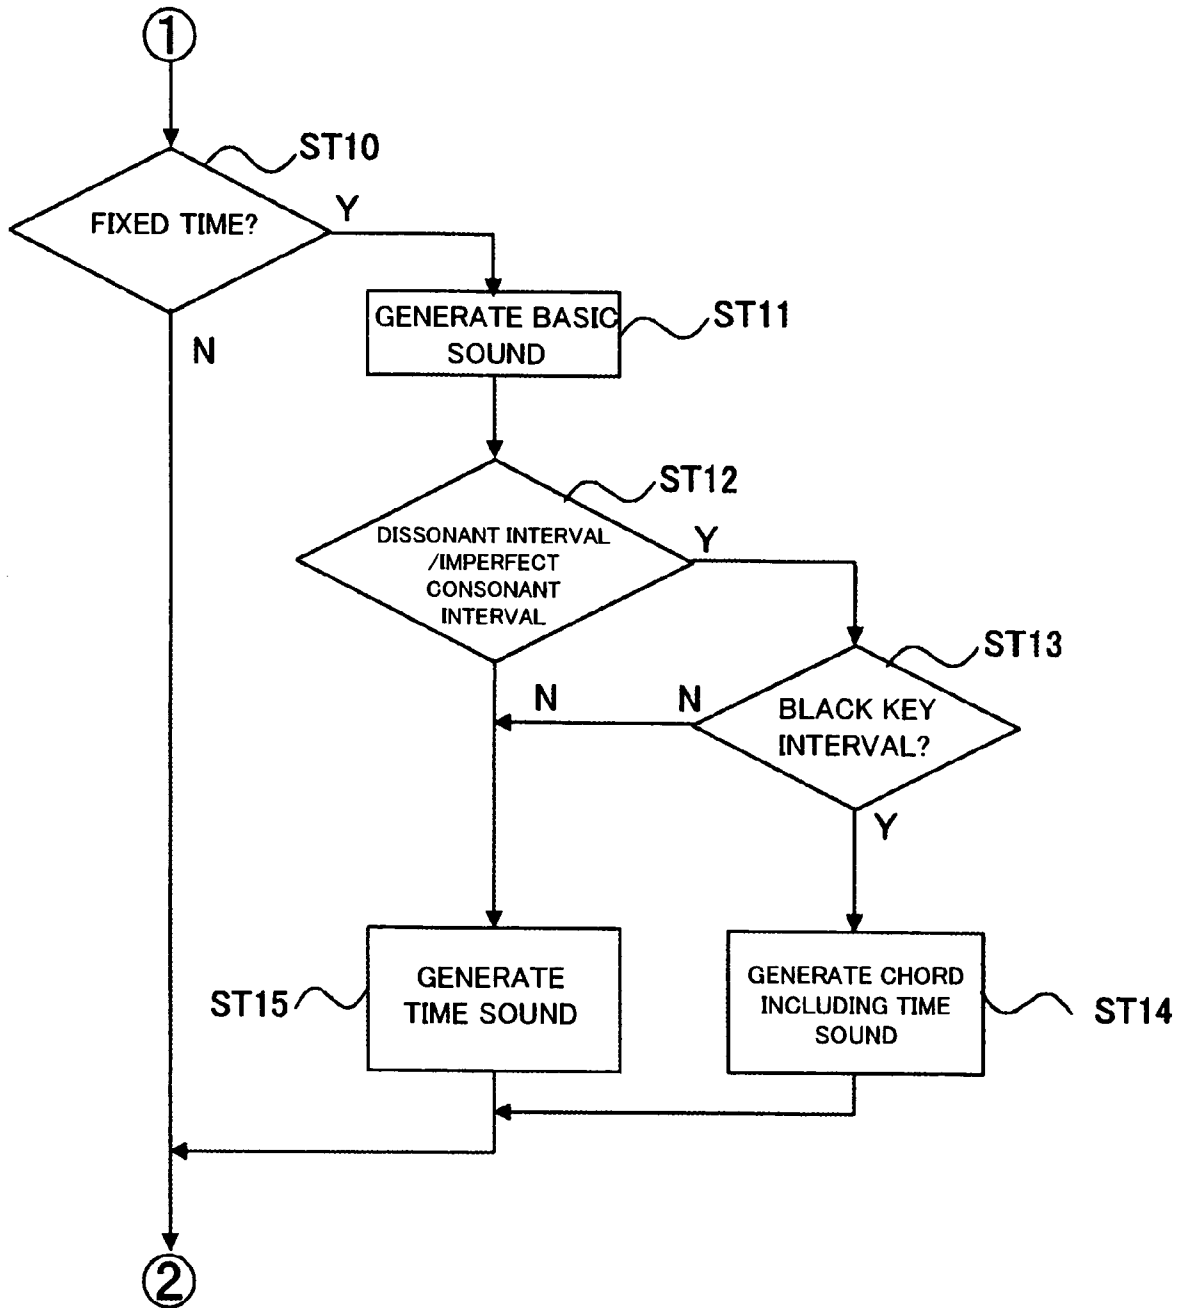 ①
ST10
FIXED TIME?
Y
N
GENERATE BASIC
SOUND
ST11
ST12
DISSONANT INTERVAL
/IMPERFECT
CONSONANT
INTERVAL
Y
N
ST13
BLACK KEY
INTERVAL?
N
Y
GENERATE
TIME SOUND
ST15
GENERATE CHORD
INCLUDING TIME
SOUND
ST14
②